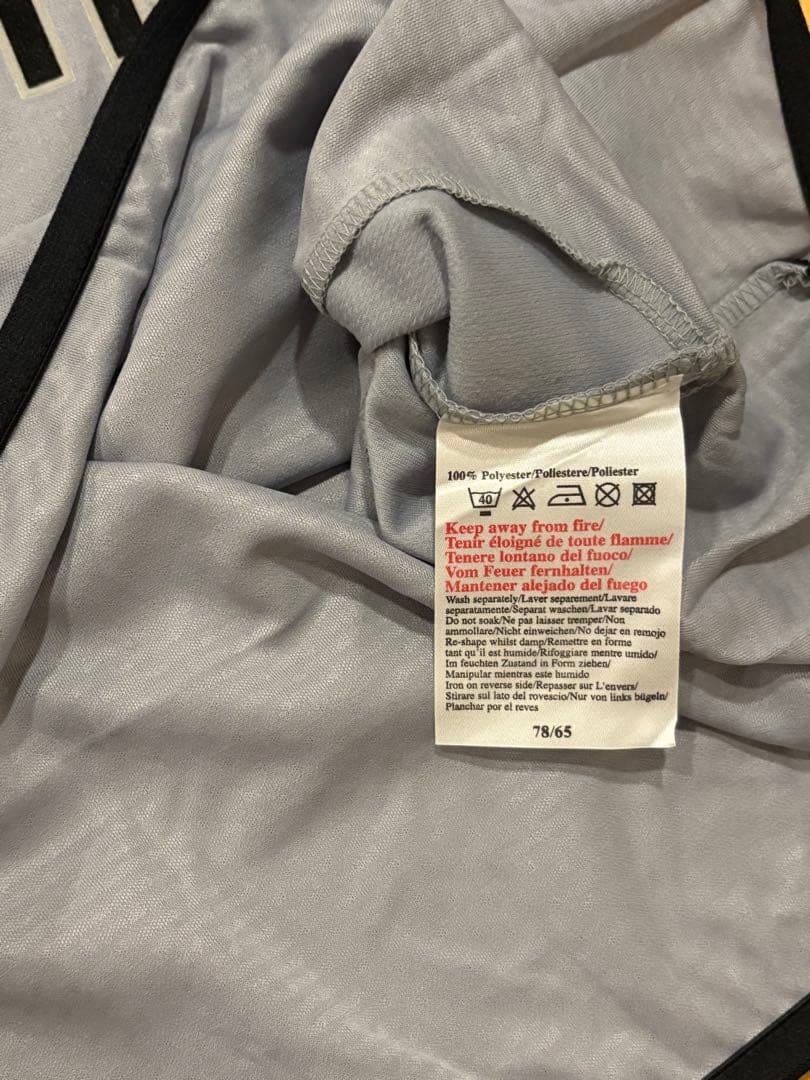 100% Polyester/Poliestere/Poliester
40
Keep away from fire/
Tenir éloigné de toute flamme/
Tenere lontano del fuoco/
Vom Feuer fernhalten/
Mantener alejado del fuego
Wash separately/Laver separement/Lavare
separatamente/Separat waschen/Lavar separado
Do not soak/Ne pas laisser tremper/Non
ammollare/Nicht einweichen/No dejar en remojo
Re-shape whilst damp/Remettre en forme
tant qu'il est humide/Rifoggiare mentre umido/
Im feuchten Zustand in Form ziehen/
Manipular mientras este humido
Iron on reverse side/Repasser sur L'envers/
Stirare sul lato del rovescio/Nur von links bügeln/
Planchar por el reves
78/65